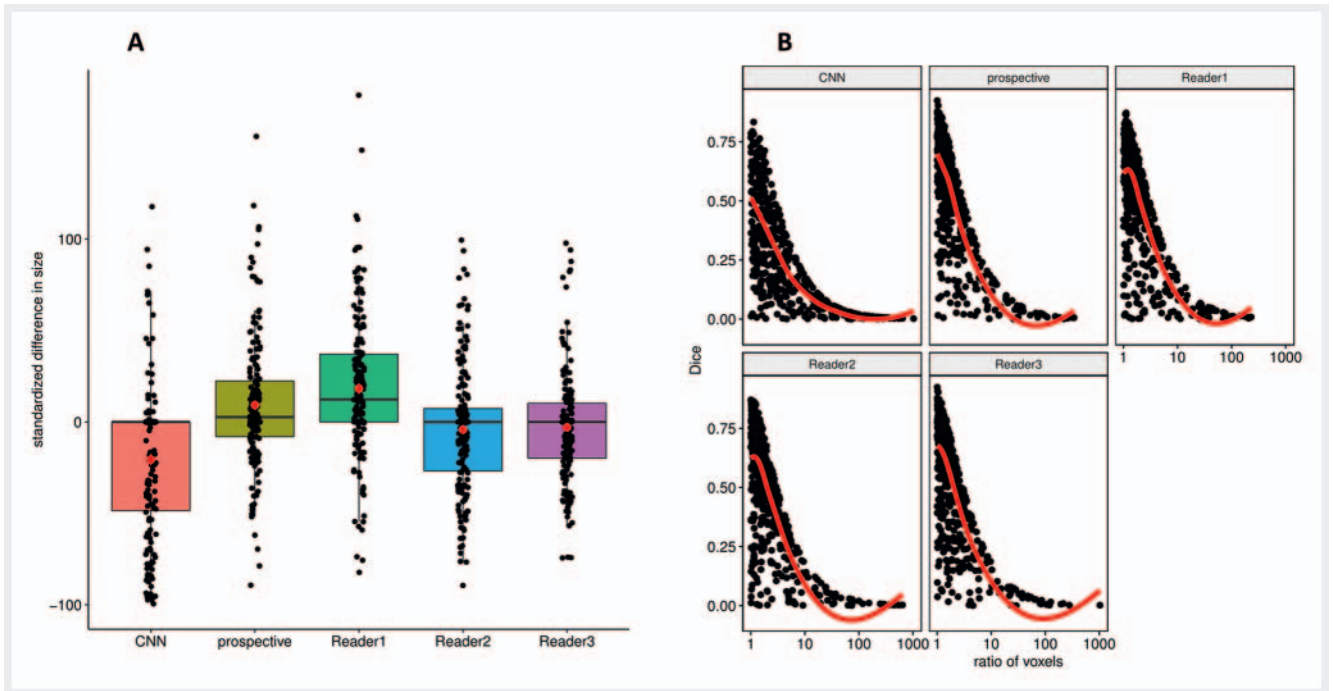 A
standardized difference in size
100
0
−100
CNN prospective Reader1 Reader2 Reader3
B
CNN prospective Reader1
Dice
0.75
0.50
0.25
0.00
1 10 100 1000
Reader2 Reader3
0.75
0.50
0.25
0.00
1 10 100 1000 1 10 100 1000
ratio of voxels